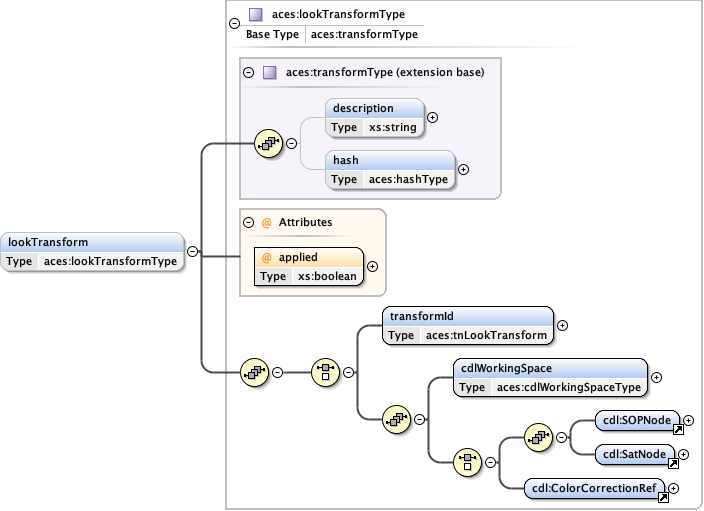 aces:lookTransformType
Base Type aces:transformType
aces:transformType (extension base)
description
Type xs:string
hash
Type aces:hashType
lookTransform
Type aces:lookTransformType
@ Attributes
@ applied
Type xs:boolean
transformId
Type aces:tnLookTransform
cdlWorkingSpace
Type aces:cdlWorkingSpaceType
cdl:SOPNode
cdl:SatNode
cdl:ColorCorrectionRef